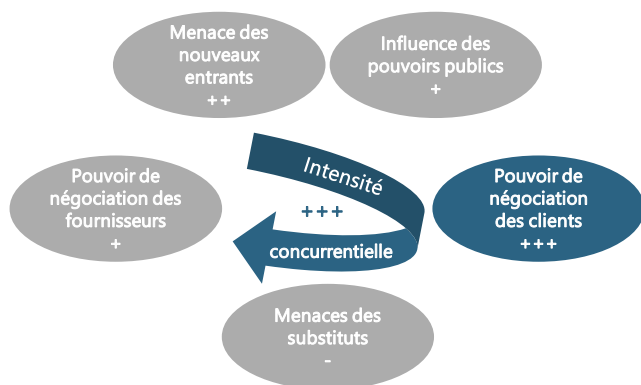 Menace des
nouveaux
entrants
++
Influence des
pouvoirs publics
+
Pouvoir de
négociation des
fournisseurs
+
Intensité
+++
concurrentielle
Pouvoir de
négociation
des clients
+++
Menaces des
substituts
-